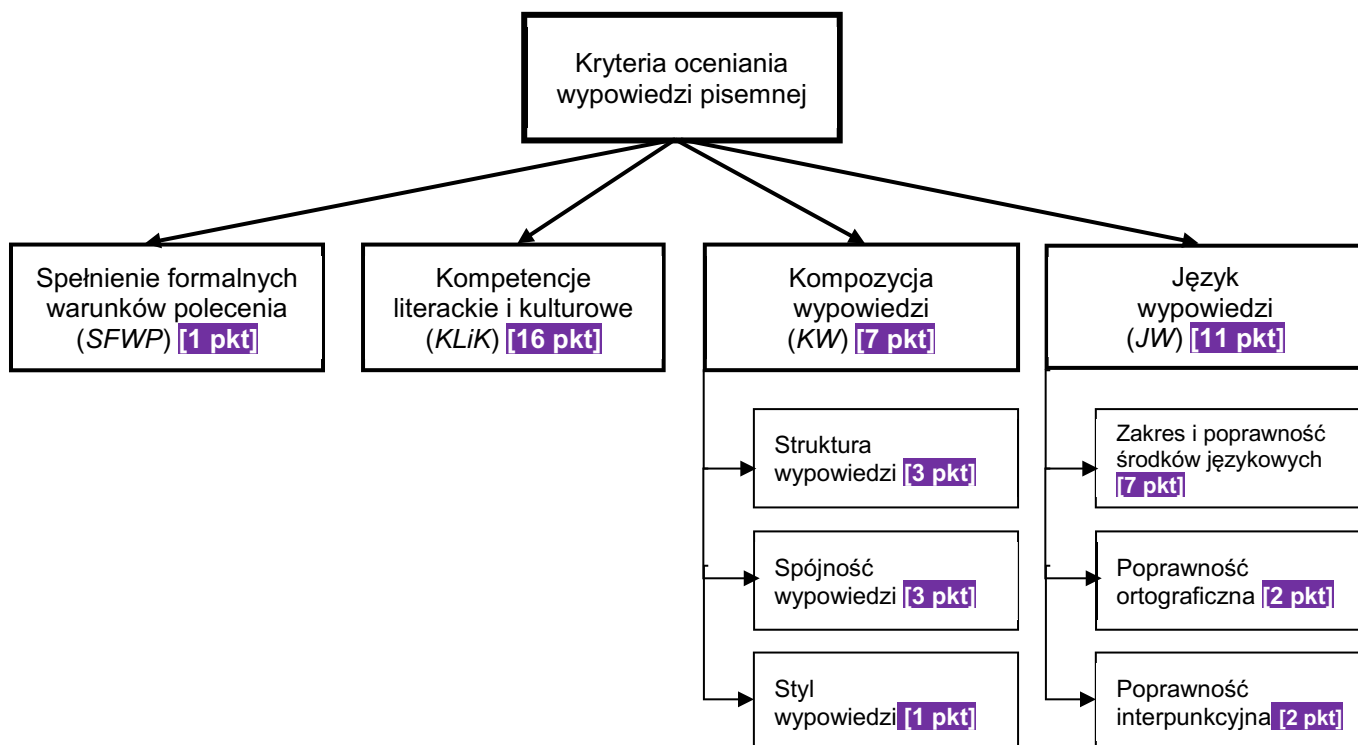 Kryteria oceniania
wypowiedzi pisemnej
Spełnienie formalnych
warunków polecenia
(SFWP) [1 pkt]
Kompetencje
literackie i kulturowe
(KLiK) [16 pkt]
Kompozycja
wypowiedzi
(KW) [7 pkt]
Język
wypowiedzi
(JW) [11 pkt]
Struktura
wypowiedzi [3 pkt]
Spójność
wypowiedzi [3 pkt]
Styl
wypowiedzi [1 pkt]
Zakres i poprawność
środków językowych
[7 pkt]
Poprawność
ortograficzna [2 pkt]
Poprawność
interpunkcyjna [2 pkt]